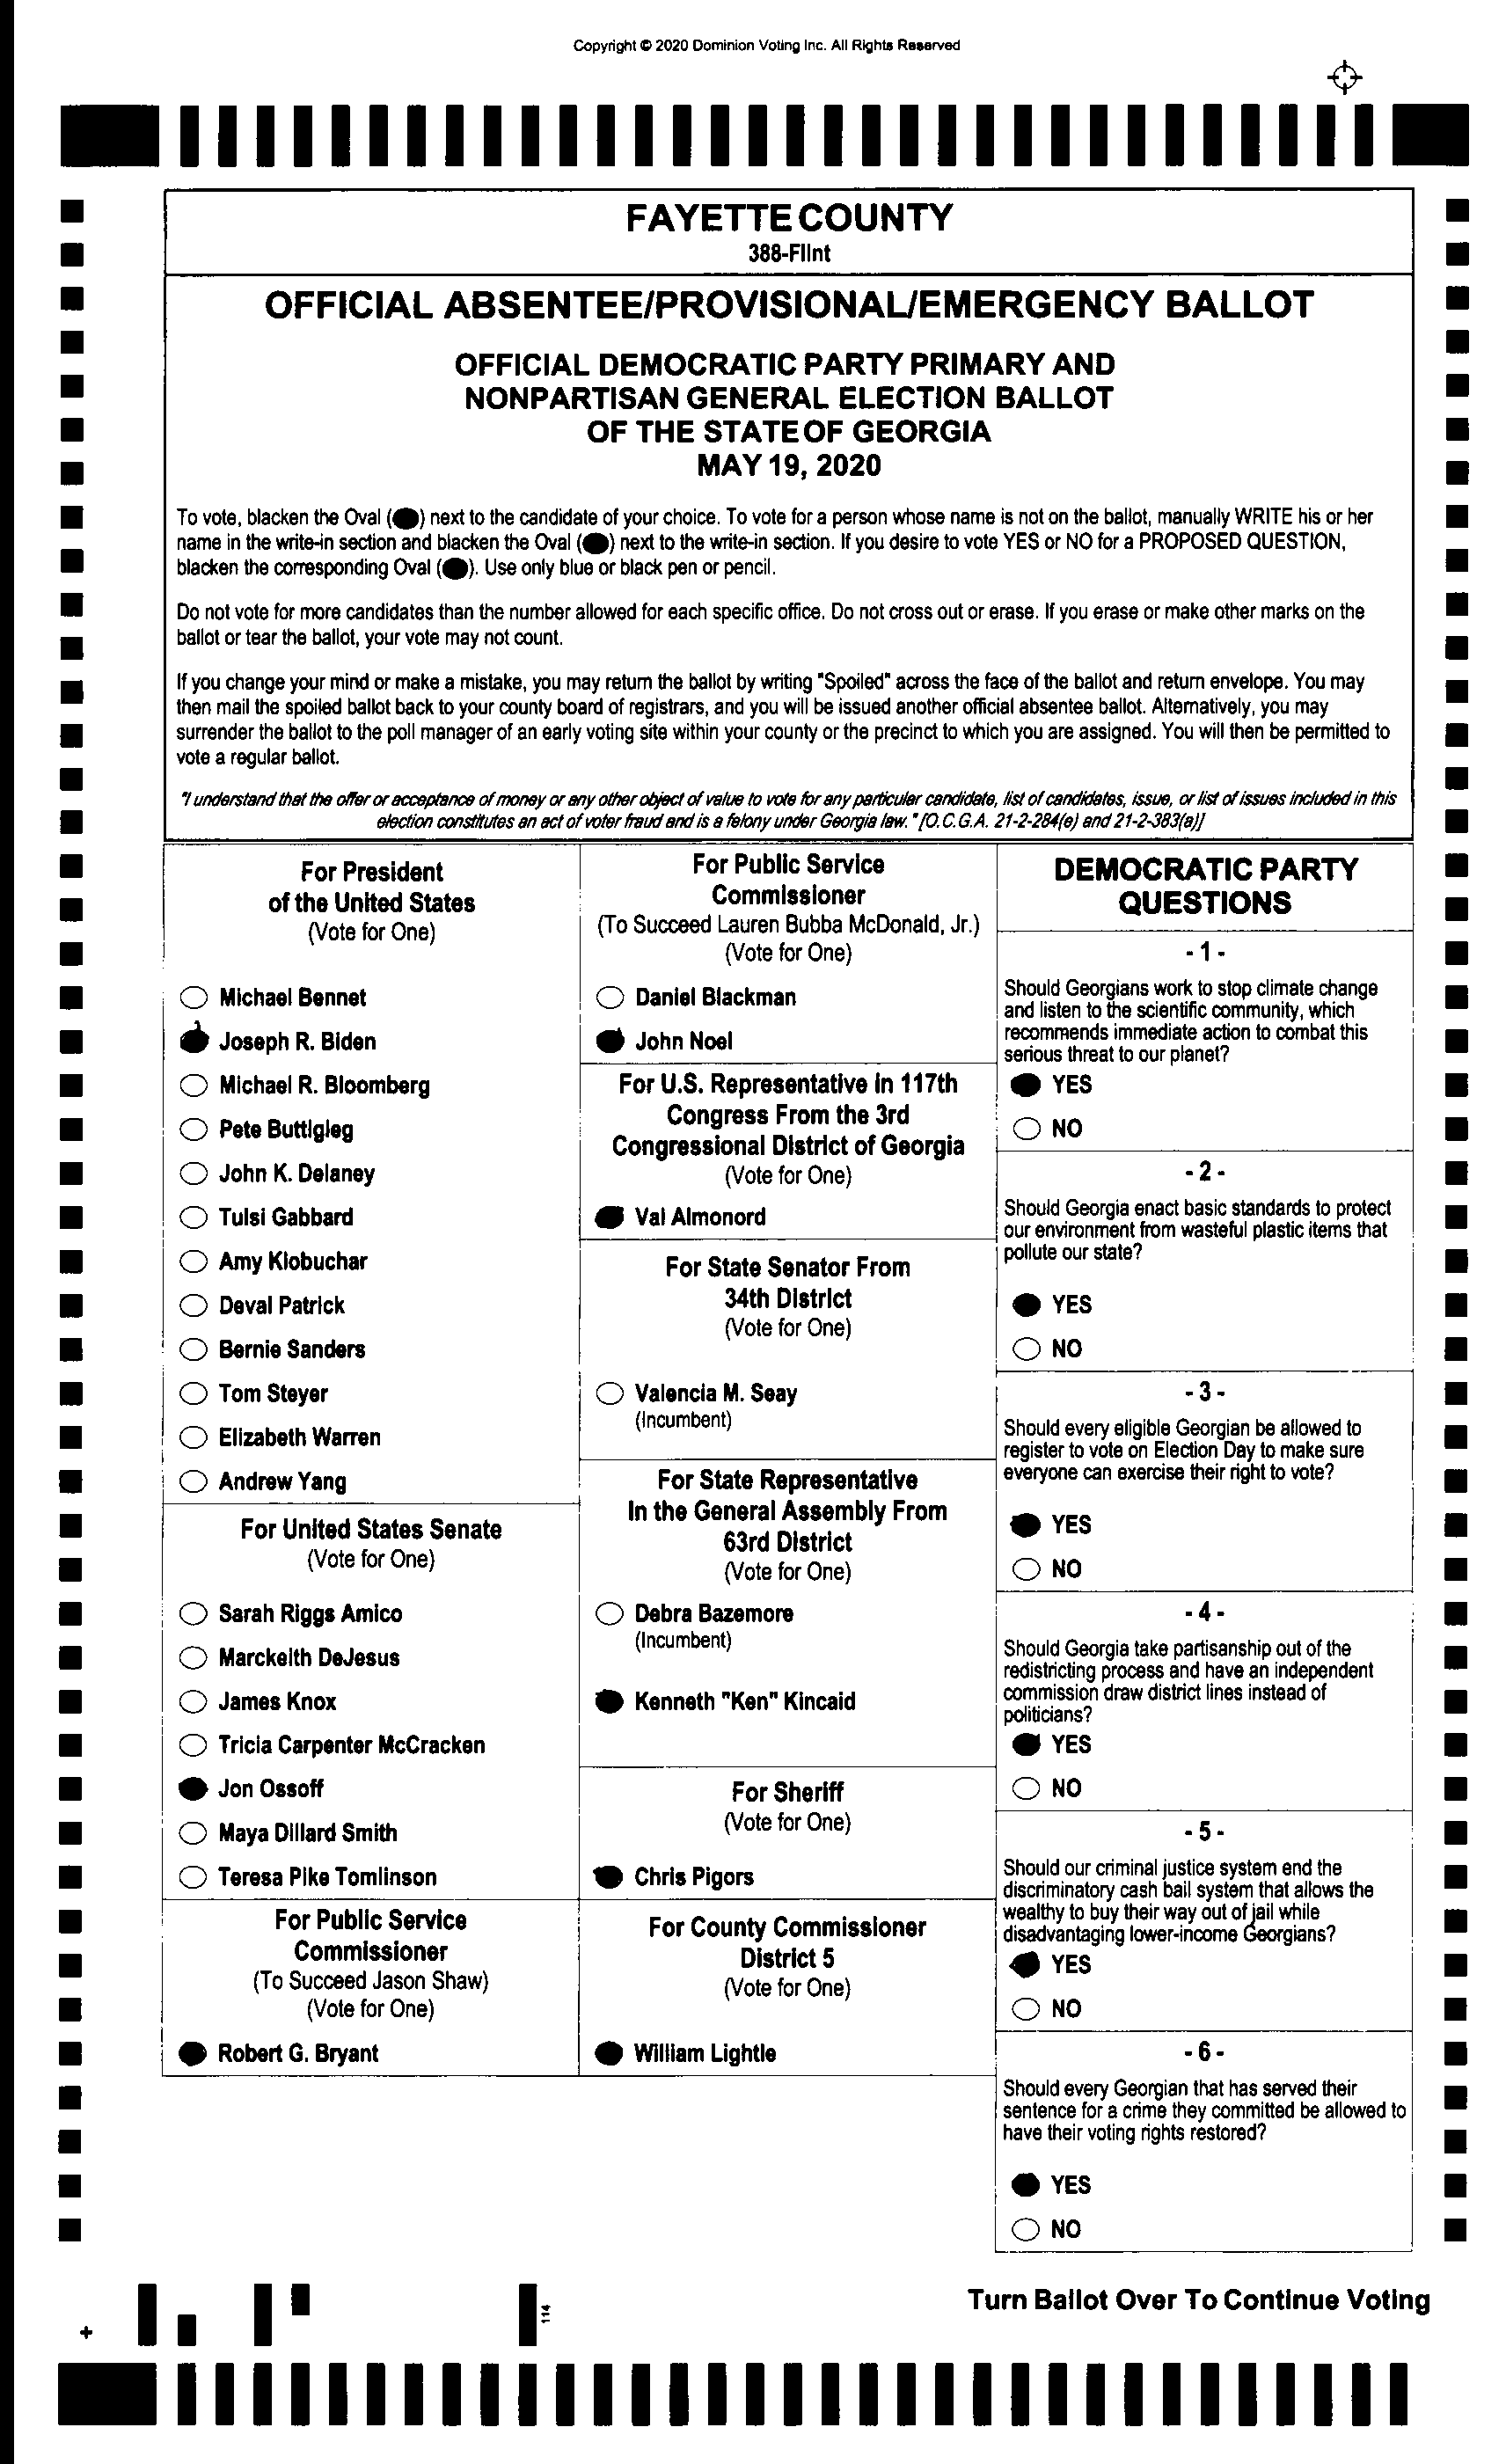 Copyright © 2020 Dominion Voting Inc. All Rights Reserved
FAYETTE COUNTY
388-Flint
OFFICIAL ABSENTEE/PROVISIONAL/EMERGENCY BALLOT
OFFICIAL DEMOCRATIC PARTY PRIMARY AND
NONPARTISAN GENERAL ELECTION BALLOT
OF THE STATE OF GEORGIA
MAY 19, 2020
To vote, blacken the Oval ( ) next to the candidate of your choice. To vote for a person whose name is not on the ballot, manually WRITE his or her
name in the write-in section and blacken the Oval ( ) next to the write-in section. If you desire to vote YES or NO for a PROPOSED QUESTION,
blacken the corresponding Oval ( ). Use only blue or black pen or pencil.
Do not vote for more candidates than the number allowed for each specific office. Do not cross out or erase. If you erase or make other marks on the
ballot or tear the ballot, your vote may not count.
If you change your mind or make a mistake, you may return the ballot by writing "Spoiled" across the face of the ballot and return envelope. You may
then mail the spoiled ballot back to your county board of registrars, and you will be issued another official absentee ballot. Alternatively, you may
surrender the ballot to the poll manager of an early voting site within your county or the precinct to which you are assigned. You will then be permitted to
vote a regular ballot.
"I understand that the offer or acceptance of money or any other object of value to vote for any particular candidate, list of candidates, issue, or list of issues included in this
election constitutes an act of voter fraud and is a felony under Georgia law." [O.C.G.A. 21-2-284(e) and 21-2-383(a)]
For President
of the United States
(Vote for One)
Michael Bennet
Joseph R. Biden
Michael R. Bloomberg
Pete Buttigieg
John K. Delaney
Tulsi Gabbard
Amy Klobuchar
Deval Patrick
Bernie Sanders
Tom Steyer
Elizabeth Warren
Andrew Yang
For United States Senate
(Vote for One)
Sarah Riggs Amico
Marckeith DeJesus
James Knox
Tricia Carpenter McCracken
Jon Ossoff
Maya Dillard Smith
Teresa Pike Tomlinson
For Public Service
Commissioner
(To Succeed Jason Shaw)
(Vote for One)
Robert G. Bryant
For Public Service
Commissioner
(To Succeed Lauren Bubba McDonald, Jr.)
(Vote for One)
Daniel Blackman
John Noel
For U.S. Representative in 117th
Congress From the 3rd
Congressional District of Georgia
(Vote for One)
Val Almonord
For State Senator From
34th District
(Vote for One)
Valencia M. Seay
(Incumbent)
For State Representative
In the General Assembly From
63rd District
(Vote for One)
Debra Bazemore
(Incumbent)
Kenneth "Ken" Kincaid
For Sheriff
(Vote for One)
Chris Pigors
For County Commissioner
District 5
(Vote for One)
William Lightle
DEMOCRATIC PARTY
QUESTIONS
- 1 -
Should Georgians work to stop climate change
and listen to the scientific community, which
recommends immediate action to combat this
serious threat to our planet?
YES
NO
- 2 -
Should Georgia enact basic standards to protect
our environment from wasteful plastic items that
pollute our state?
YES
NO
- 3 -
Should every eligible Georgian be allowed to
register to vote on Election Day to make sure
everyone can exercise their right to vote?
YES
NO
- 4 -
Should Georgia take partisanship out of the
redistricting process and have an independent
commission draw district lines instead of
politicians?
YES
NO
- 5 -
Should our criminal justice system end the
discriminatory cash bail system that allows the
wealthy to buy their way out of jail while
disadvantaging lower-income Georgians?
YES
NO
- 6 -
Should every Georgian that has served their
sentence for a crime they committed be allowed to
have their voting rights restored?
YES
NO
Turn Ballot Over To Continue Voting
114